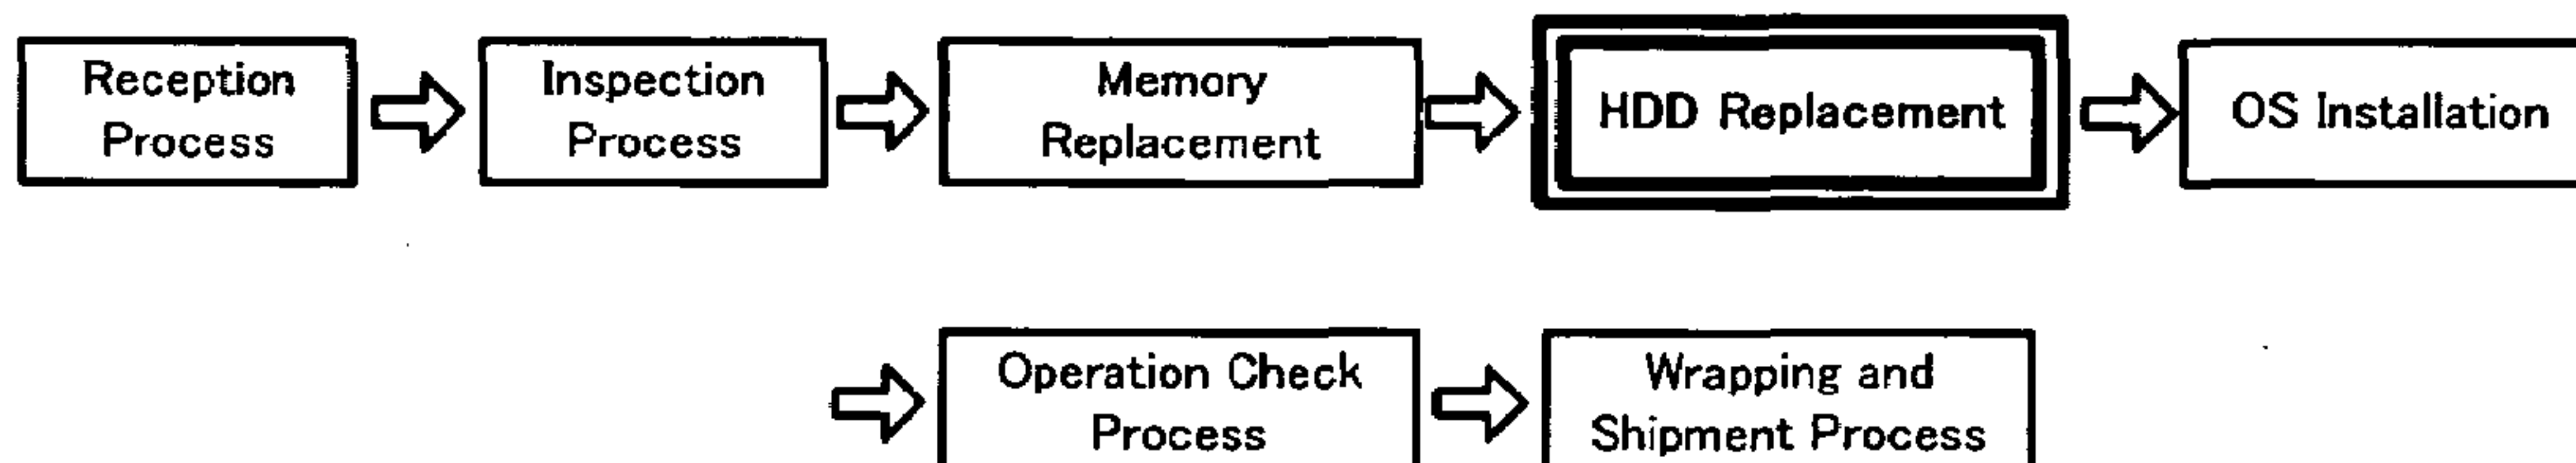 Reception
Process
Inspection
Process
Memory
Replacement
HDD Replacement
OS Installation
Operation Check
Process
Wrapping and
Shipment Process